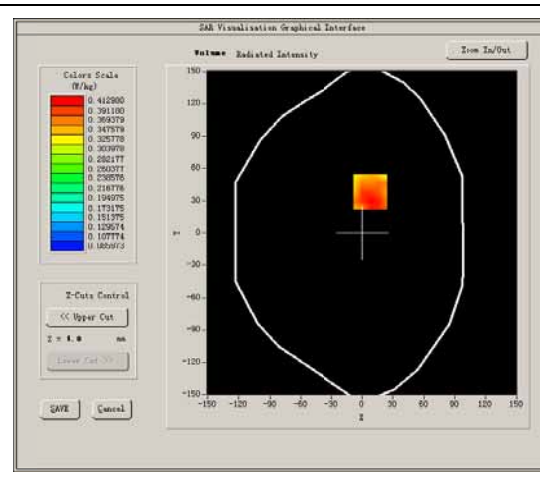 SAR Visualisation Graphical Interface
Volume Radiated Intensity
Zoom In/Out
Colors Scale
(W/kg)
0.412980
0.391180
0.369379
0.347579
0.325778
0.303978
0.282177
0.260377
0.238576
0.216776
0.194975
0.173175
0.151375
0.129574
0.107774
0.085973
Z-Cuts Control
<< Upper Cut
Lower Cut >>
SAVE
Cancel
150
90
60
30
0
-30
-60
-90
-120
-150
Y
-150 -120 -90 -60 -30 0 30 60 90 120 150